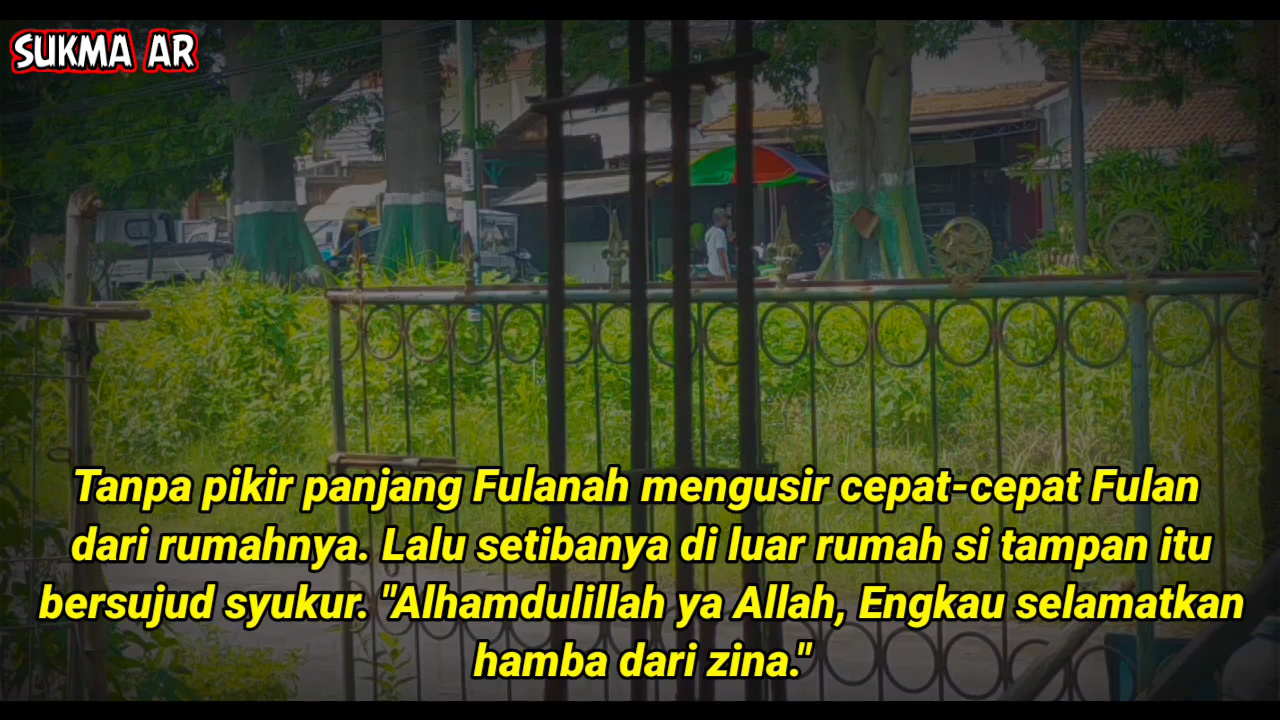 SUKMA AR
Tanpa pikir panjang Fulanah mengusir cepat-cepat Fulan
dari rumahnya. Lalu setibanya di luar rumah si tampan itu
bersujud syukur. "Alhamdulillah ya Allah, Engkau selamatkan
hamba dari zina."